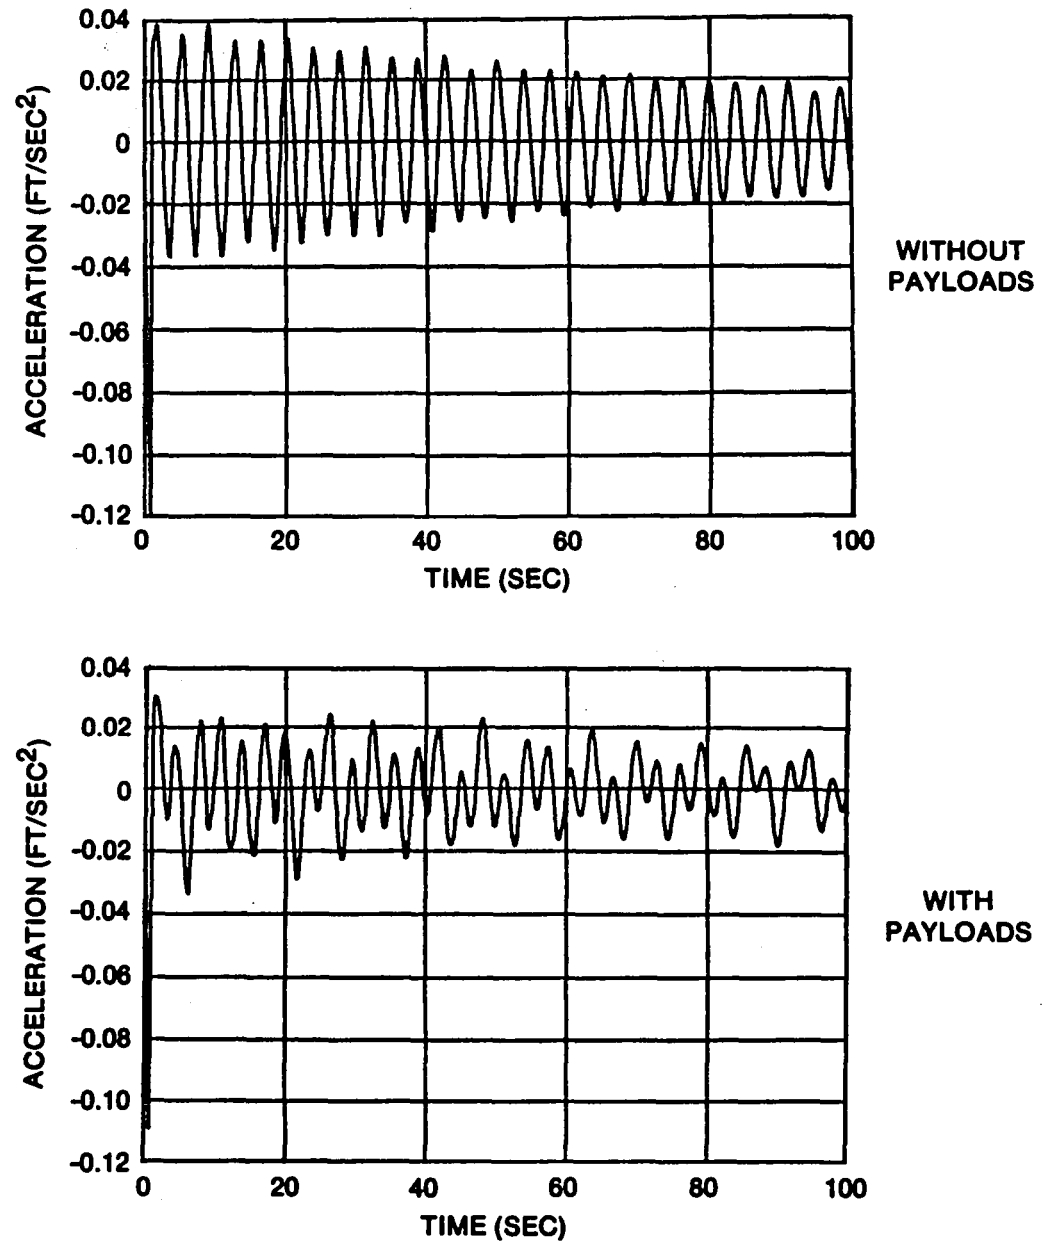 0.04
0.02
0
-0.02
-0.04
-0.06
-0.08
-0.10
-0.12
ACCELERATION (FT/SEC2)
0 20 40 60 80 100
TIME (SEC)
WITHOUT
PAYLOADS
0.04
0.02
0
-0.02
-0.04
-0.06
-0.08
-0.10
-0.12
ACCELERATION (FT/SEC2)
0 20 40 60 80 100
TIME (SEC)
WITH
PAYLOADS